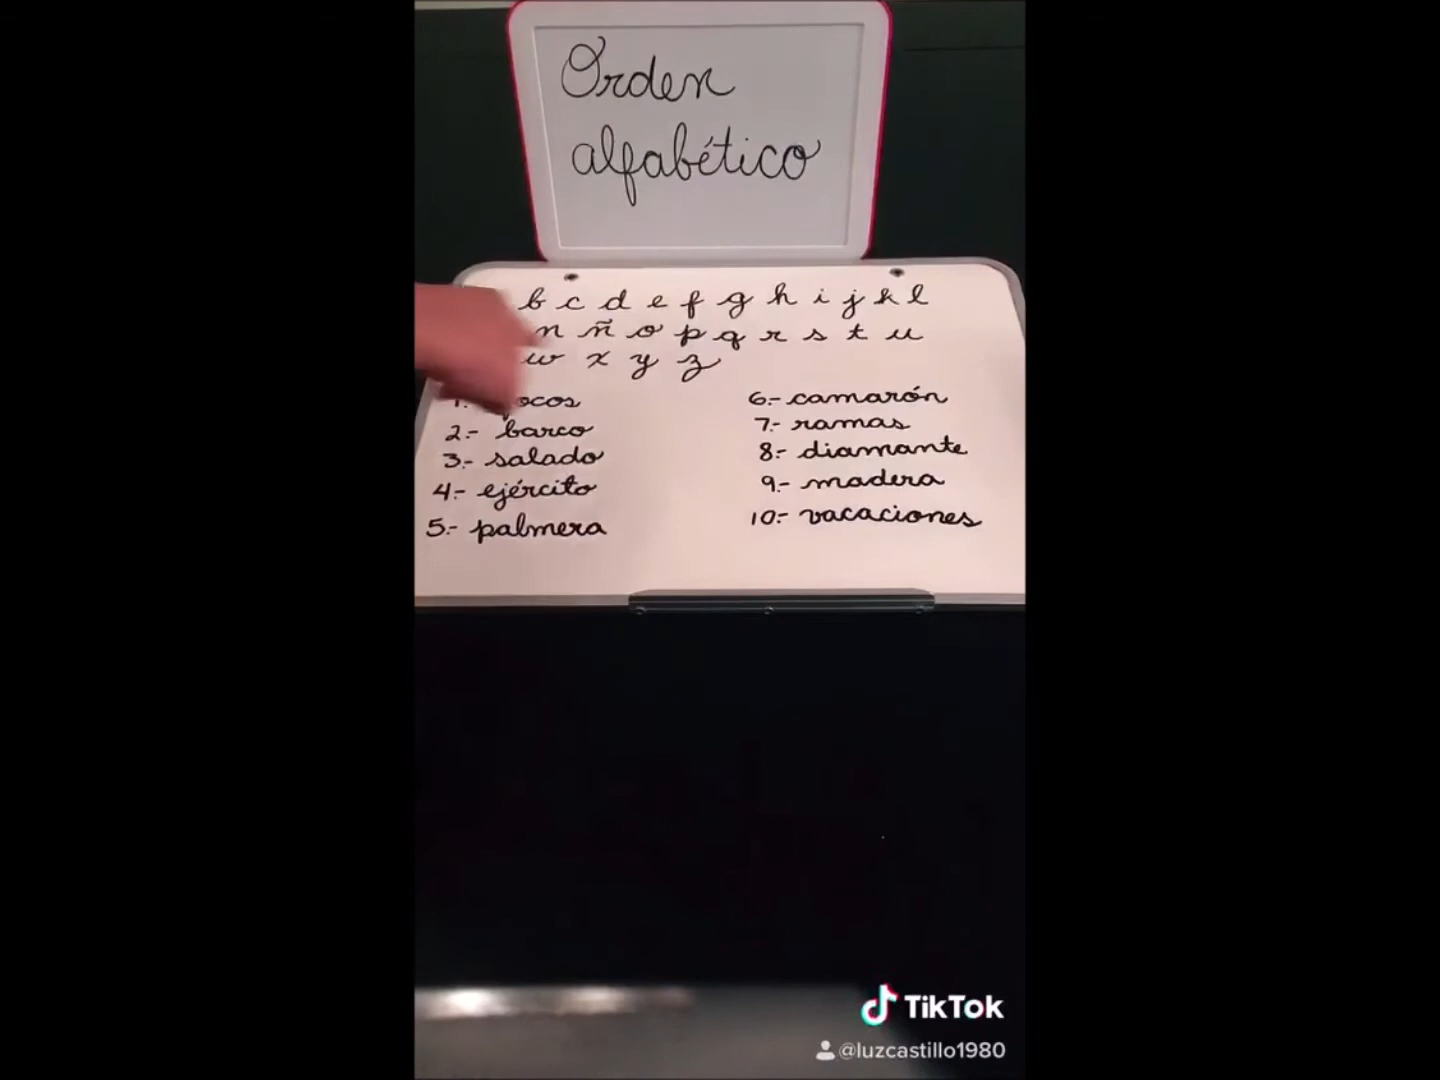 Orden
alfabético
b c d e f g h i j k l
n ñ o p q r s t u
w x y z
1.-
2.- barco
3.- salado
4.- ejército
5.- palmera
6.- camarón
7.- ramas
8.- diamante
9.- madera
10.- vacaciones
TikTok
@luzcastillo1980